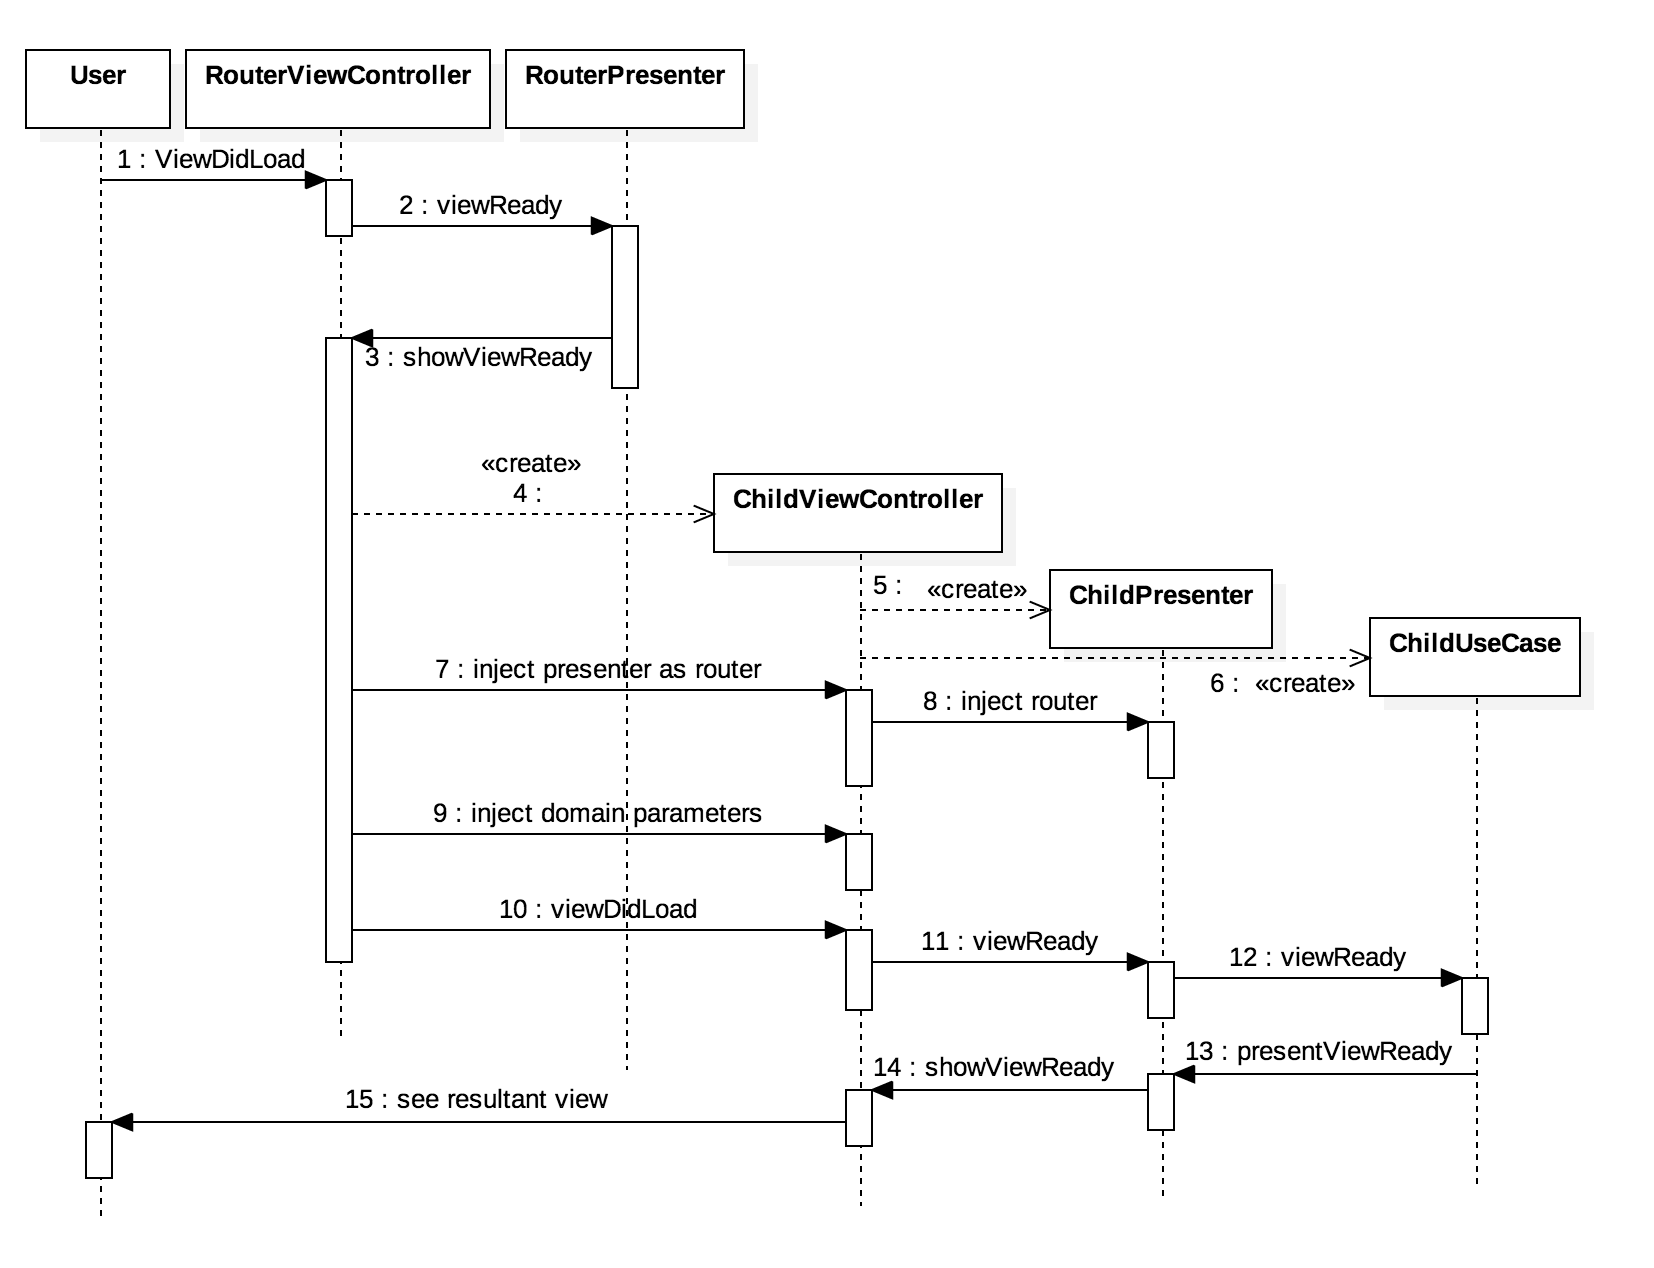 User
RouterViewController
RouterPresenter
1 : ViewDidLoad
2 : viewReady
3 : showViewReady
«create»
4 :
ChildViewController
5 : «create»
ChildPresenter
ChildUseCase
6 : «create»
7 : inject presenter as router
8 : inject router
9 : inject domain parameters
10 : viewDidLoad
11 : viewReady
12 : viewReady
13 : presentViewReady
14 : showViewReady
15 : see resultant view